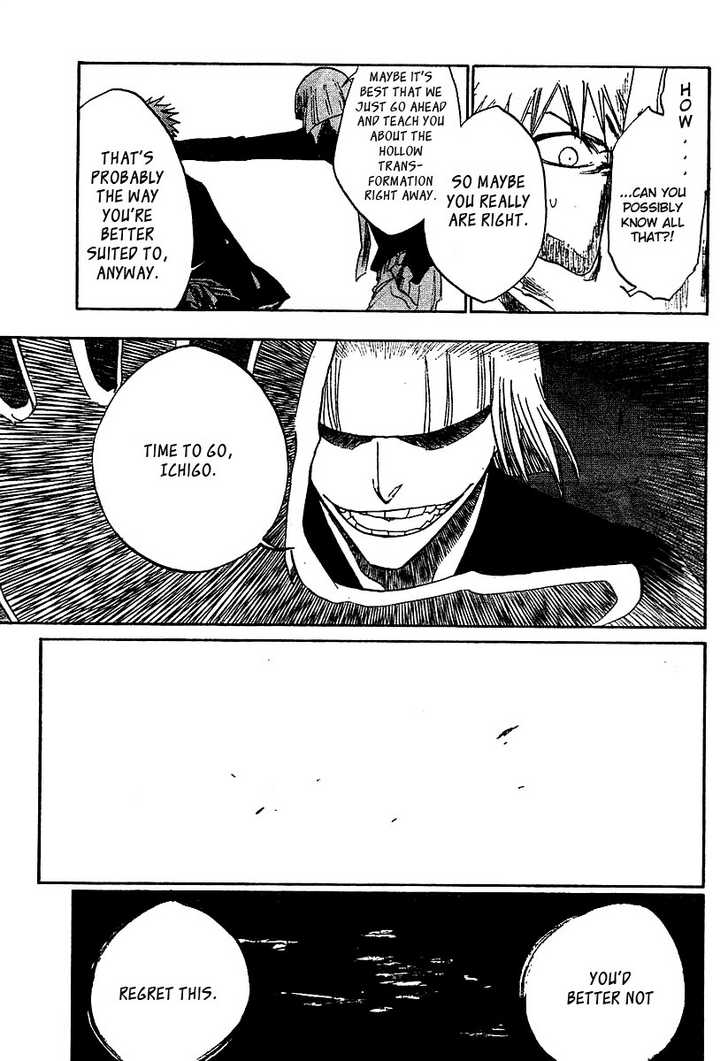 HOW...
...CAN YOU
POSSIBLY
KNOW ALL
THAT?!
SO MAYBE
YOU REALLY
ARE RIGHT.
MAYBE IT'S
BEST THAT WE
JUST GO AHEAD
AND TEACH YOU
ABOUT THE
HOLLOW
TRANS-
FORMATION
RIGHT AWAY.
THAT'S
PROBABLY
THE WAY
YOU'RE
BETTER
SUITED TO,
ANYWAY.
TIME TO GO,
ICHIGO.
YOU'D
BETTER NOT
REGRET THIS.